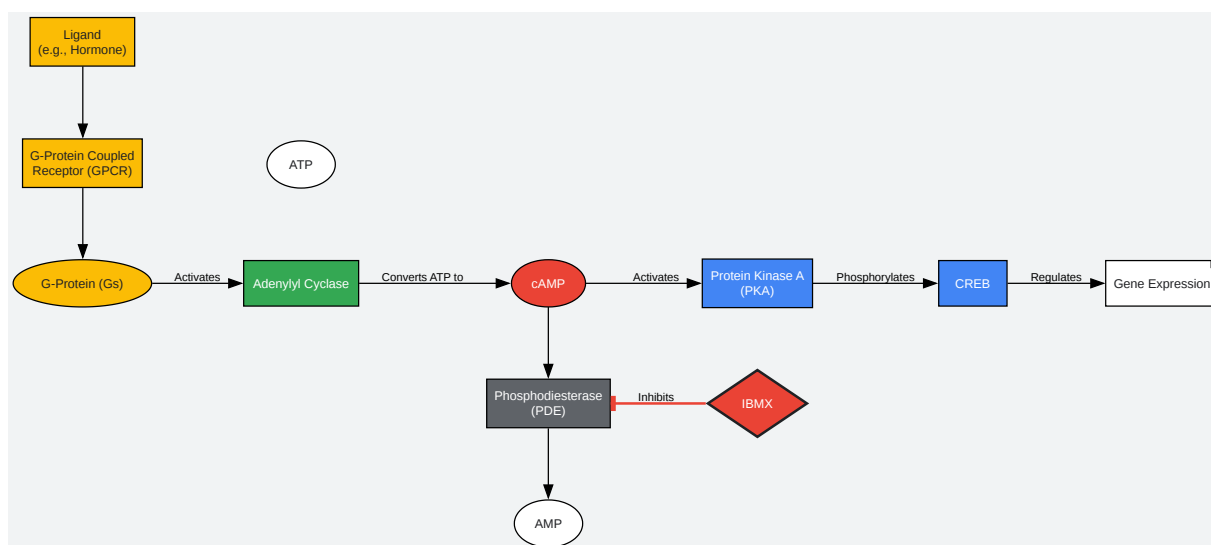 Ligand
(e.g., Hormone)
G-Protein Coupled
Receptor (GPCR)
ATP
G-Protein (Gs)
Activates
Adenylyl Cyclase
Converts ATP to
cAMP
Activates
Protein Kinase A
(PKA)
Phosphorylates
CREB
Regulates
Gene Expression
Phosphodiesterase
(PDE)
Inhibits
IBMX
AMP